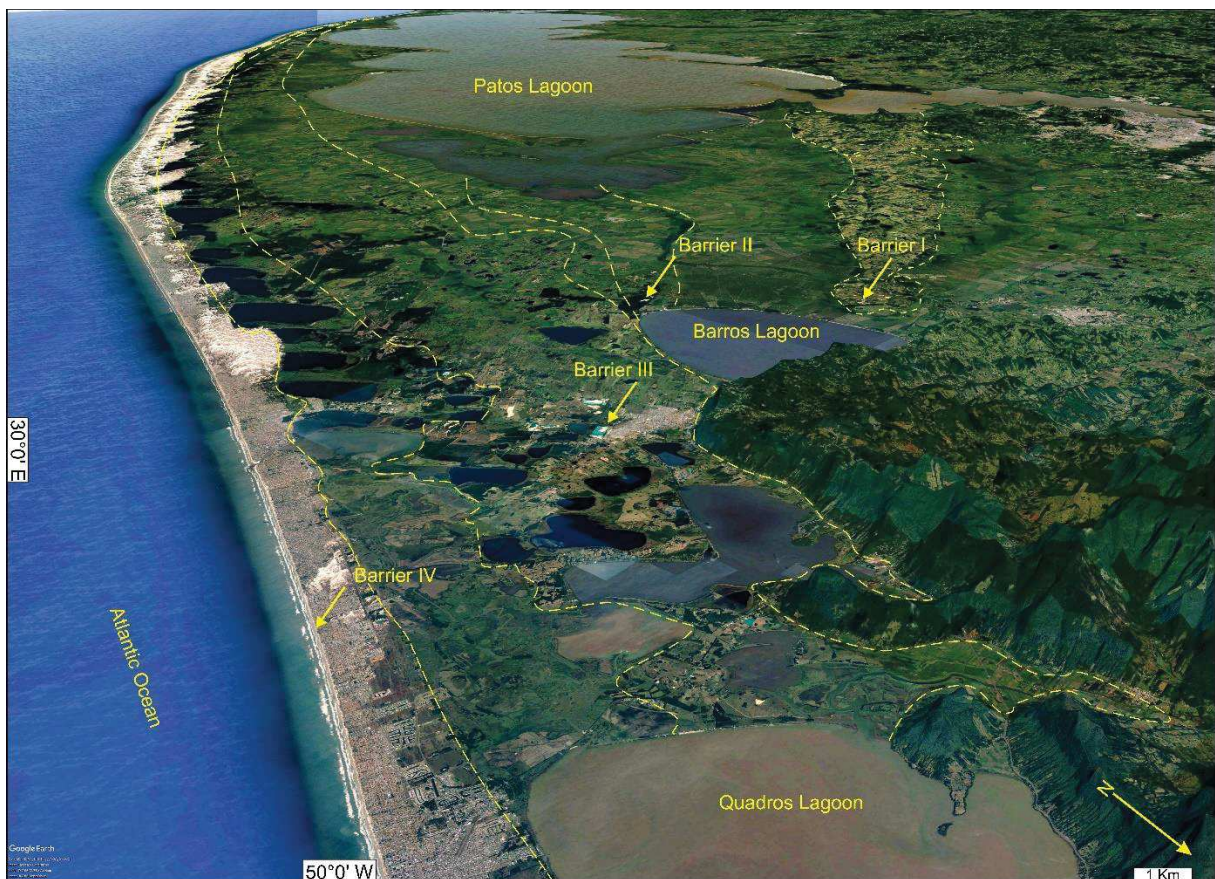 Patos Lagoon
Barrier II
Barrier I
Barros Lagoon
Barrier III
30°0' E
Barrier IV
Atlantic Ocean
Quadros Lagoon
N
Google Earth
50°0' W
1 Km